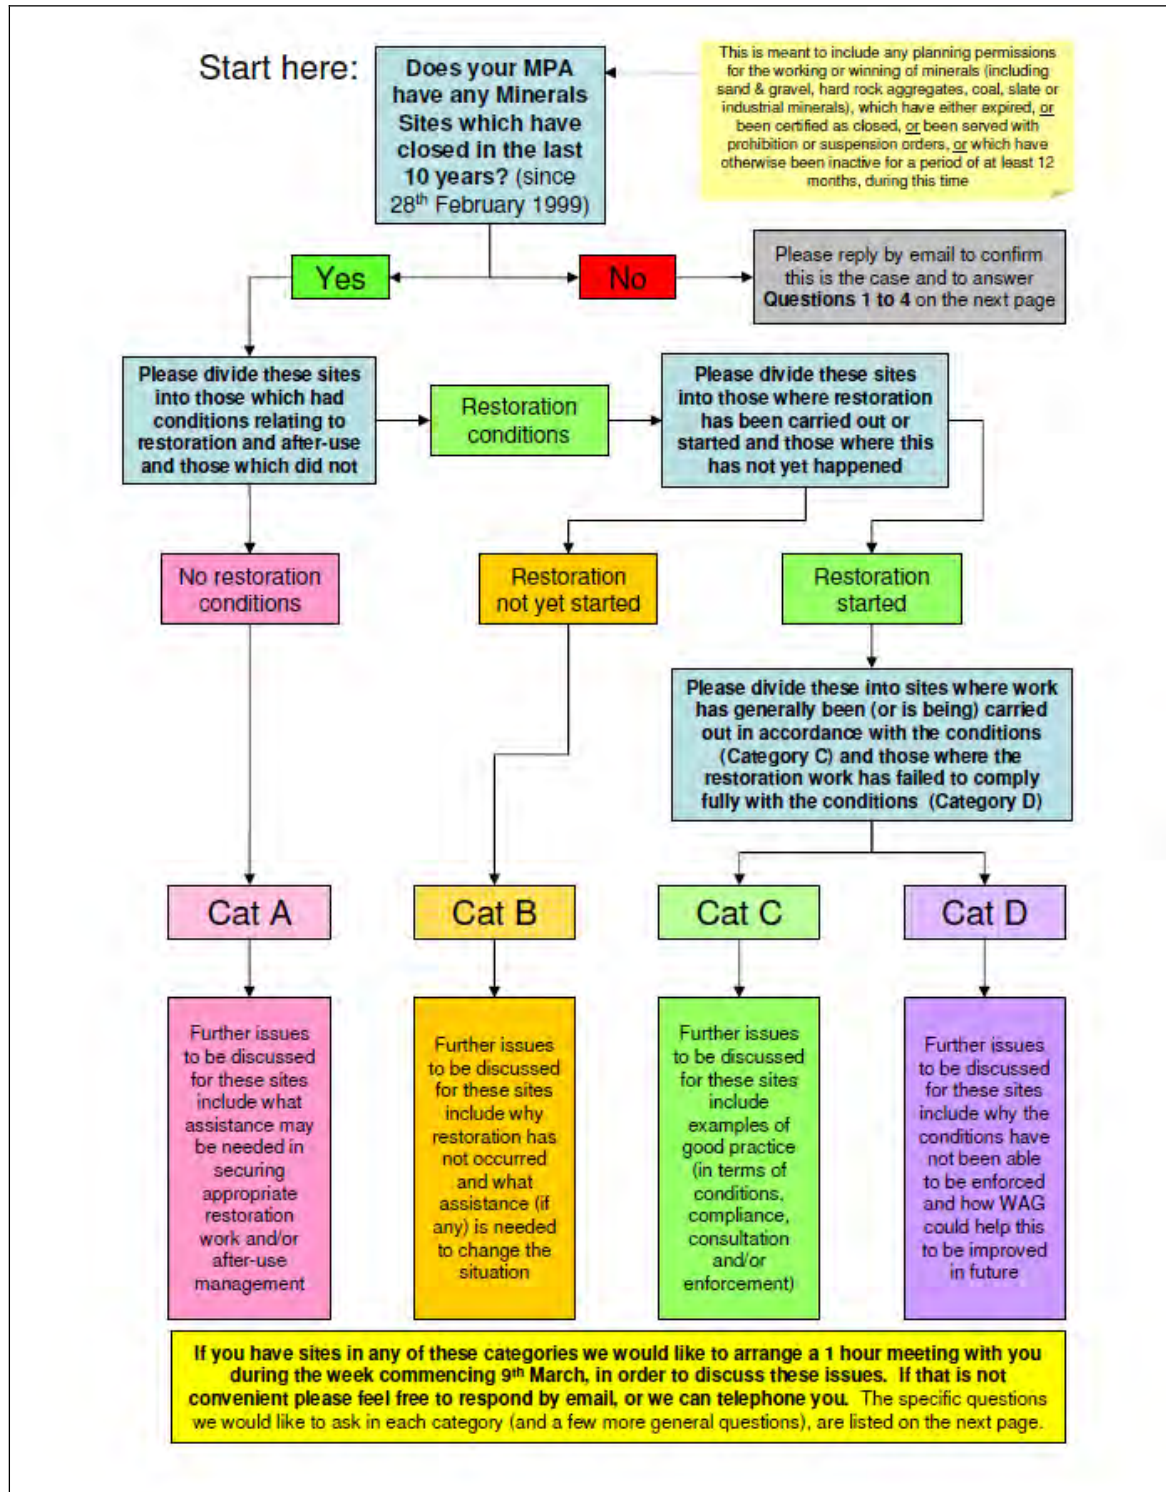 Start here:
Does your MPA
have any Minerals
Sites which have
closed in the last
10 years? (since
28th February 1999)
This is meant to include any planning permissions
for the working or winning of minerals (including
sand & gravel, hard rock aggregates, coal, slate or
industrial minerals), which have either expired, or
been certified as closed, or been served with
prohibition or suspension orders, or which have
otherwise been inactive for a period of at least 12
months, during this time
Yes
No
Please reply by email to confirm
this is the case and to answer
Questions 1 to 4 on the next page
Please divide these sites
into those which had
conditions relating to
restoration and after-use
and those which did not
Restoration
conditions
Please divide these sites
into those where restoration
has been carried out or
started and those where this
has not yet happened
No restoration
conditions
Restoration
not yet started
Restoration
started
Please divide these into sites where work
has generally been (or is being) carried
out in accordance with the conditions
(Category C) and those where the
restoration work has failed to comply
fully with the conditions (Category D)
Cat A
Cat B
Cat C
Cat D
Further issues
to be discussed
for these sites
include what
assistance may
be needed in
securing
appropriate
restoration
work and/or
after-use
management
Further issues
to be discussed
for these sites
include why
restoration has
not occurred
and what
assistance (if
any) is needed
to change the
situation
Further issues
to be discussed
for these sites
include
examples of
good practice
(in terms of
conditions,
compliance,
consultation
and/or
enforcement)
Further issues
to be discussed
for these sites
include why the
conditions have
not been able
to be enforced
and how WAG
could help this
to be improved
in future
If you have sites in any of these categories we would like to arrange a 1 hour meeting with you
during the week commencing 9th March, in order to discuss these issues. If that is not
convenient please feel free to respond by email, or we can telephone you. The specific questions
we would like to ask in each category (and a few more general questions), are listed on the next page.